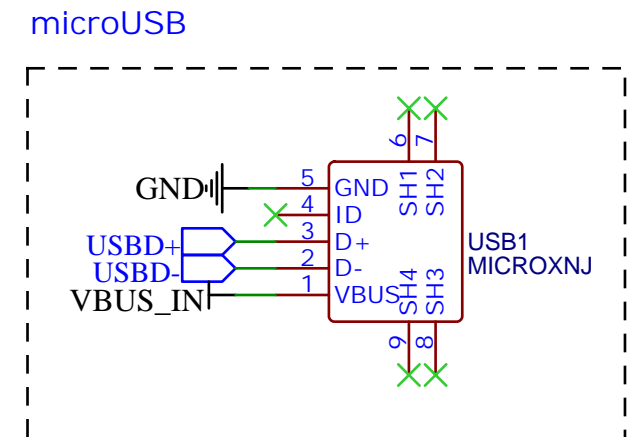 microUSB
6 7
SH1 SH2
GND 5 GND
4 ID
USBD+ 3 D+
USBD- 2 D-
VBUS_IN 1 VBUS
USB1
MICROXNJ
SH4 SH3
9 8